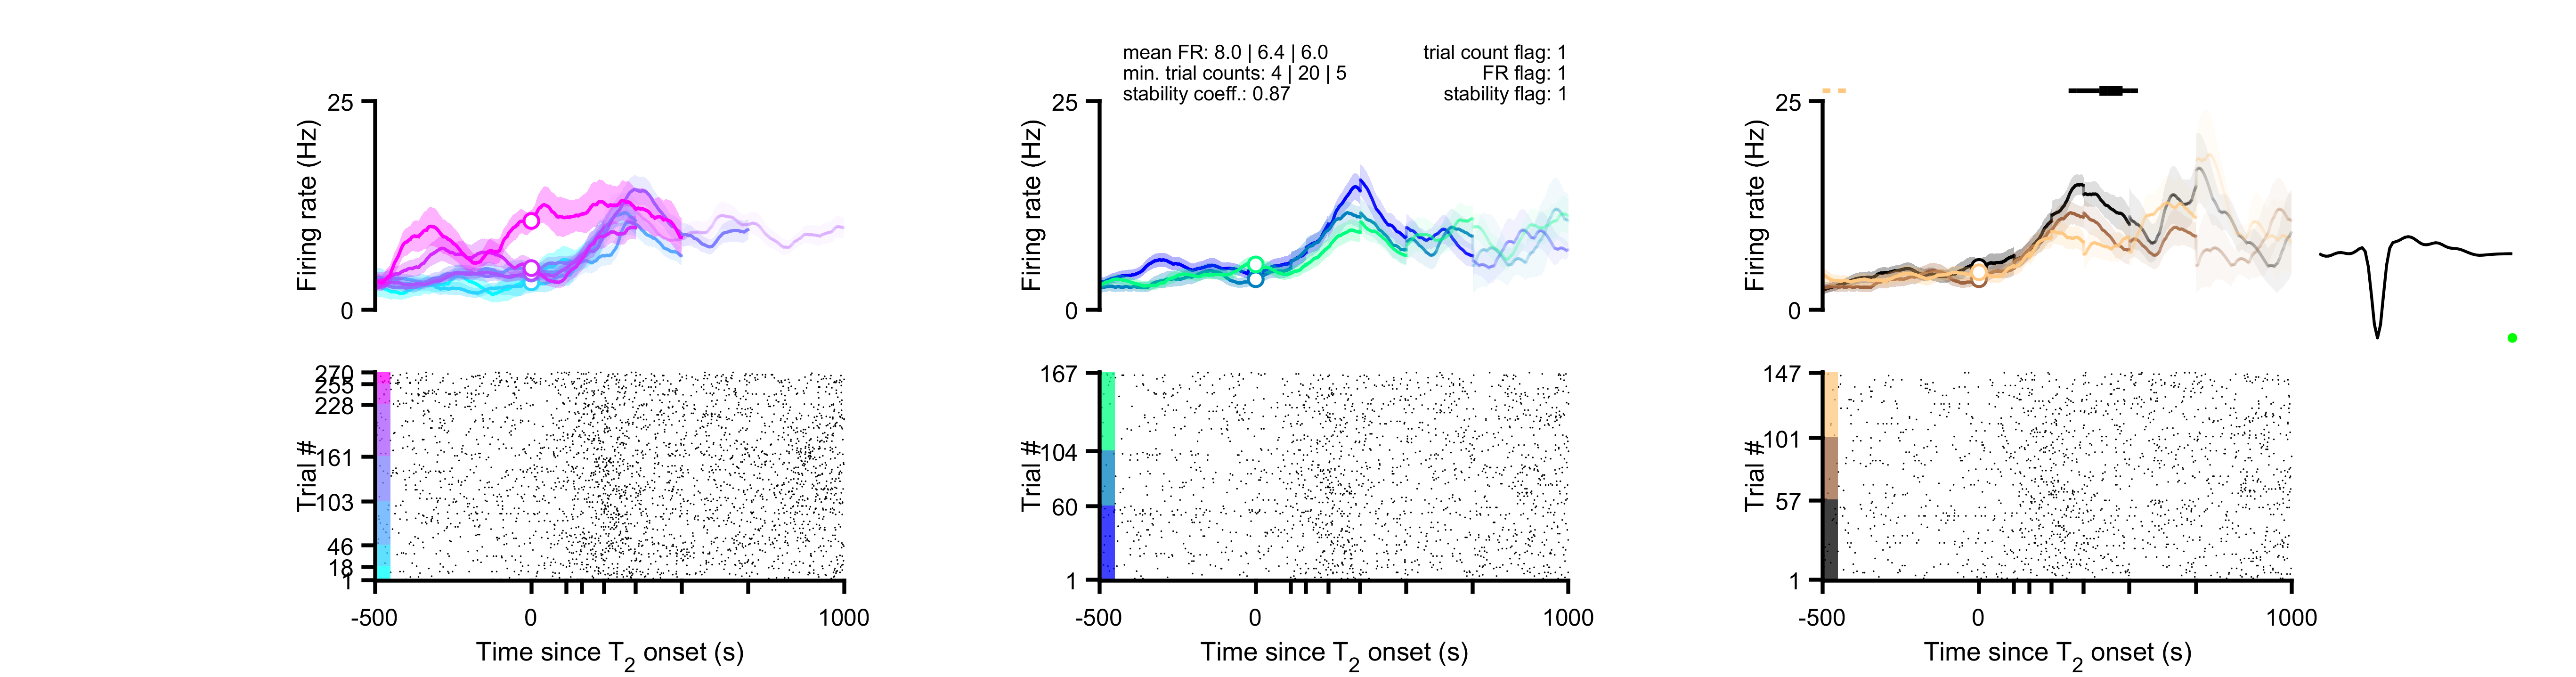 mean FR: 8.0 | 6.4 | 6.0
min. trial counts: 4 | 20 | 5
stability coeff.: 0.87
trial count flag: 1
FR flag: 1
stability flag: 1
25
0
Firing rate (Hz)
25
0
Firing rate (Hz)
25
0
Firing rate (Hz)
270
255
228
161
103
46
18
1
Trial #
-500
0
1000
Time since T2 onset (s)
167
104
60
1
Trial #
-500
0
1000
Time since T2 onset (s)
147
101
57
1
Trial #
-500
0
1000
Time since T2 onset (s)